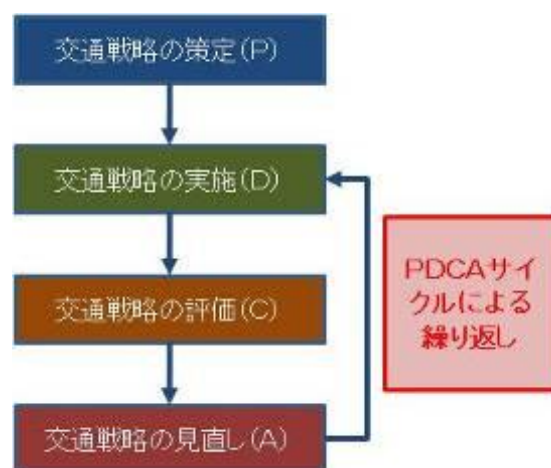 交通戦略の策定(P)
交通戦略の実施(D)
交通戦略の評価(C)
交通戦略の見直し(A)
PDCAサイ
クルによる
繰り返し